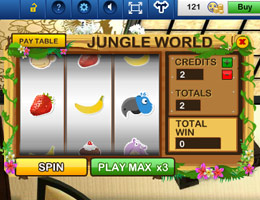 121
Buy
PAY TABLE
JUNGLE WORLD
CREDITS
2
TOTALS
2
TOTAL
WIN
0
SPIN
PLAY MAX x3